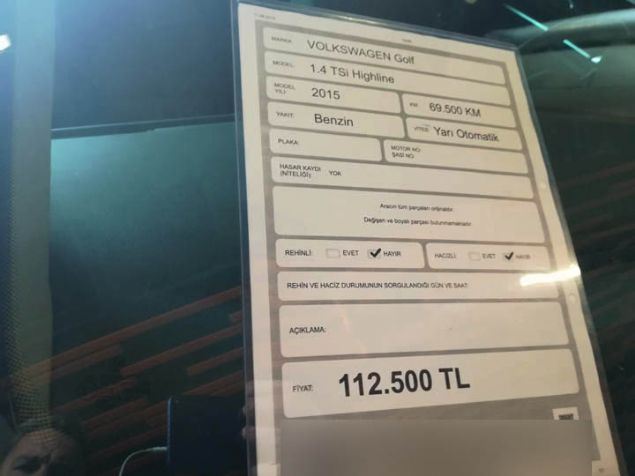 MARKA: VOLKSWAGEN Golf
MODEL: 1.4 TSi Highline
MODEL YILI: 2015
KM 69.500 KM
YAKIT: Benzin
VİTES: Yarı Otomatik
PLAKA:
MOTOR NO
ŞASİ NO
HASAR KAYDI
(NİTELİĞİ): YOK
Aracın tüm parçaları orijinaldir.
Değişen ve boyalı parçası bulunmamaktadır.
REHİNLİ: EVET HAYIR
HACİZLİ: EVET HAYIR
REHİN VE HACİZ DURUMUNUN SORGULANDIĞI GÜN VE SAAT:
AÇIKLAMA:
FİYAT: 112.500 TL